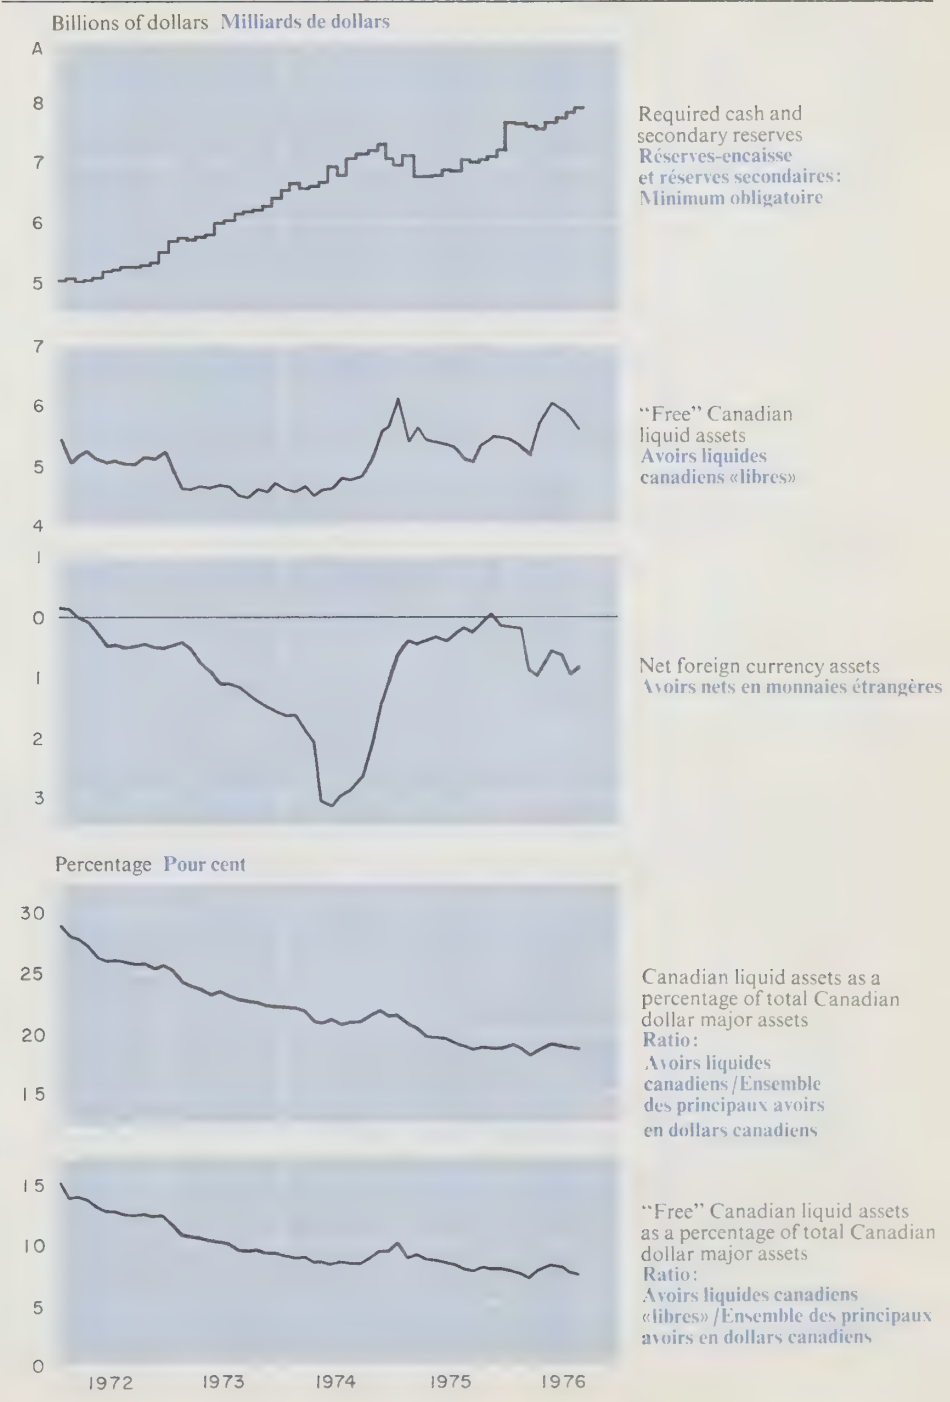 Billions of dollars Milliards de dollars
A
8
7
6
5
Required cash and
secondary reserves
Réserves-encaisse
et réserves secondaires:
Minimum obligatoire
7
6
5
4
“Free” Canadian
liquid assets
Avoirs liquides
canadiens «libres»
1
0
1
2
3
Net foreign currency assets
Avoirs nets en monnaies étrangères
Percentage Pour cent
30
25
20
15
Canadian liquid assets as a
percentage of total Canadian
dollar major assets
Ratio:
Avoirs liquides
canadiens/Ensemble
des principaux avoirs
en dollars canadiens
15
10
5
0
“Free” Canadian liquid assets
as a percentage of total Canadian
dollar major assets
Ratio:
Avoirs liquides canadiens
«libres»/Ensemble des principaux
avoirs en dollars canadiens
1972 1973 1974 1975 1976